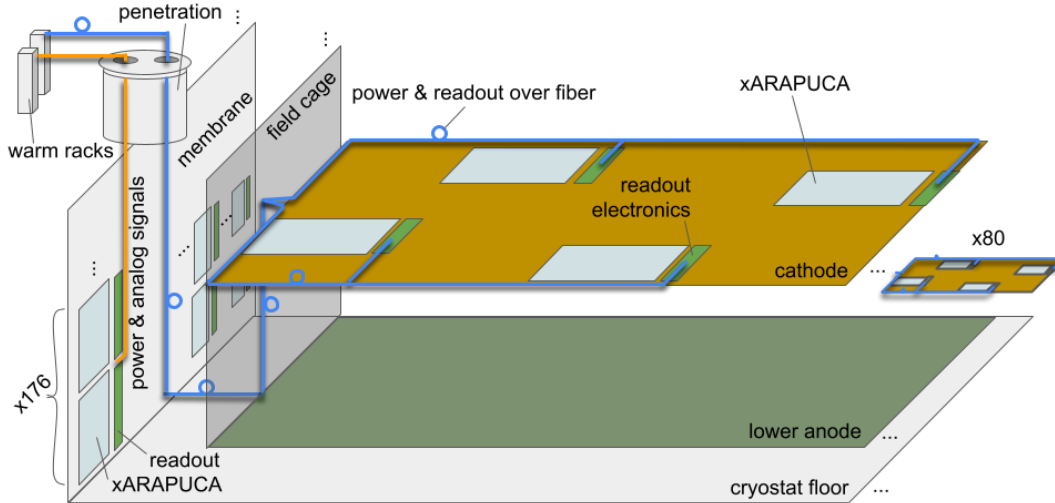 penetration
...
...
membrane
field cage
power & readout over fiber
xARAPUCA
warm racks
power & analog signals
readout
electronics
...
...
x80
cathode
...
...
x176
lower anode
...
readout
xARAPUCA
cryostat floor
...